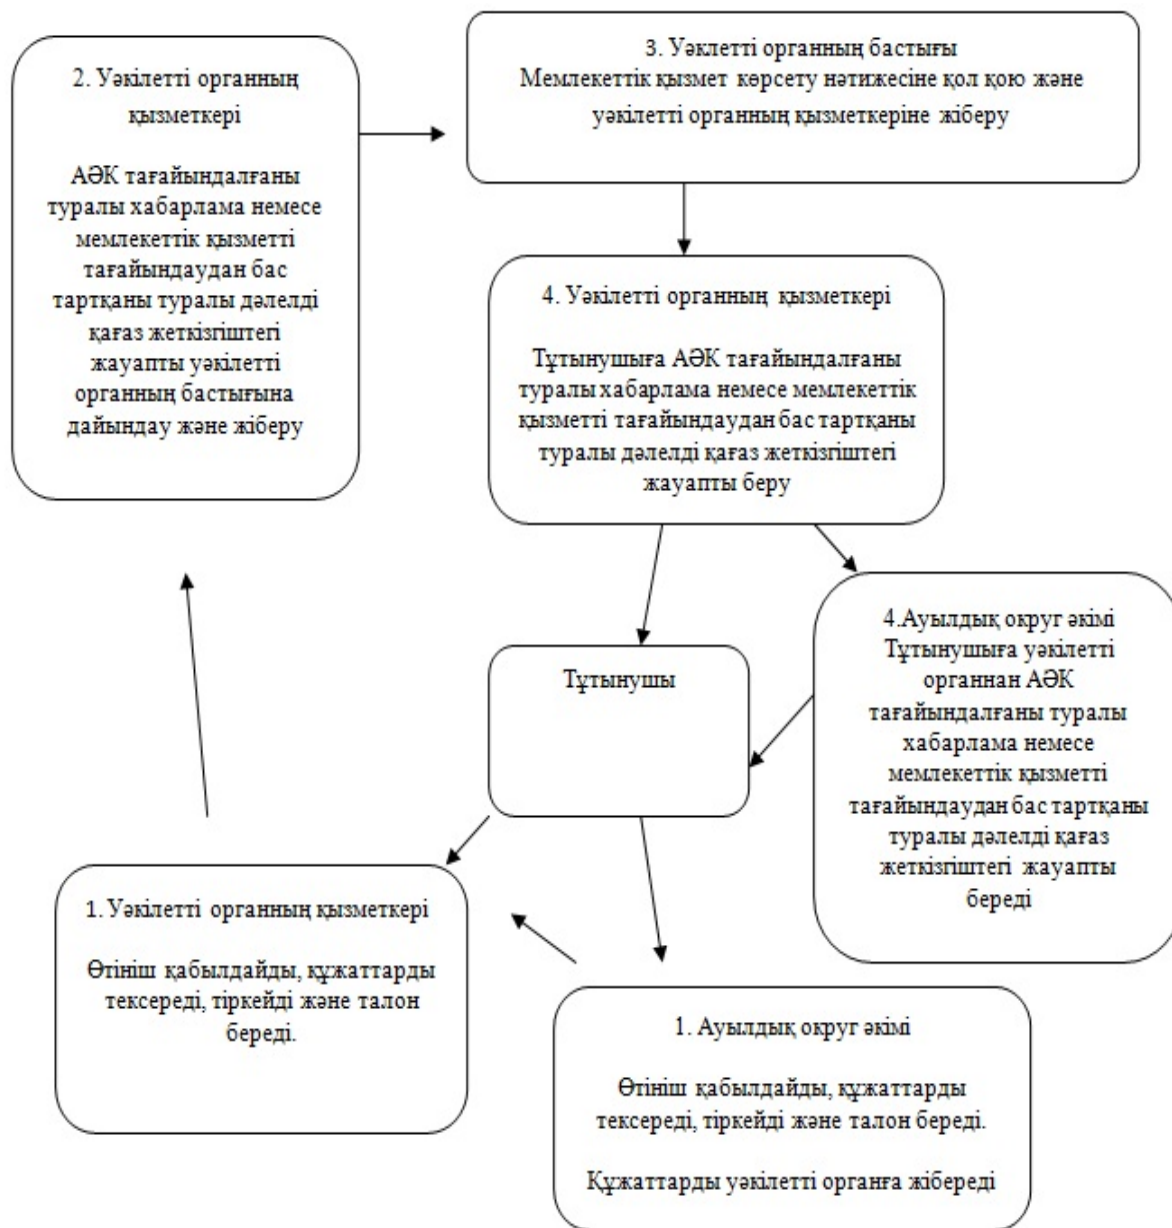 2. Уәкілетті органның
қызметкері
АӘК тағайындалғаны
туралы хабарлама немесе
мемлекеттік қызметті
тағайындаудан бас
тартқаны туралы дәлелді
қағаз жеткізгіштегі
жауапты уәкілетті
органның бастығына
дайындау және жіберу
3. Уәклетті органның бастығы
Мемлекеттік қызмет көрсету нәтижесіне қол қою және
уәкілетті органның қызметкеріне жіберу
4. Уәкілетті органның қызметкері
Тұтынушыға АӘК тағайындалғаны
туралы хабарлама немесе мемлекеттік
қызметті тағайындаудан бас тартқаны
туралы дәлелді қағаз жеткізгіштегі
жауапты беру
4.Ауылдық округ әкімі
Тұтынушыға уәкілетті
органнан АӘК
тағайындалғаны туралы
хабарлама немесе
мемлекеттік қызметті
тағайындаудан бас тартқаны
туралы дәлелді қағаз
жеткізгіштегі жауапты
береді
Тұтынушы
1. Уәкілетті органның қызметкері
Өтініш қабылдайды, құжаттарды
тексереді, тіркейді және талон
береді.
1. Ауылдық округ әкімі
Өтініш қабылдайды, құжаттарды
тексереді, тіркейді және талон береді.
Құжаттарды уәкілетті органға жібереді